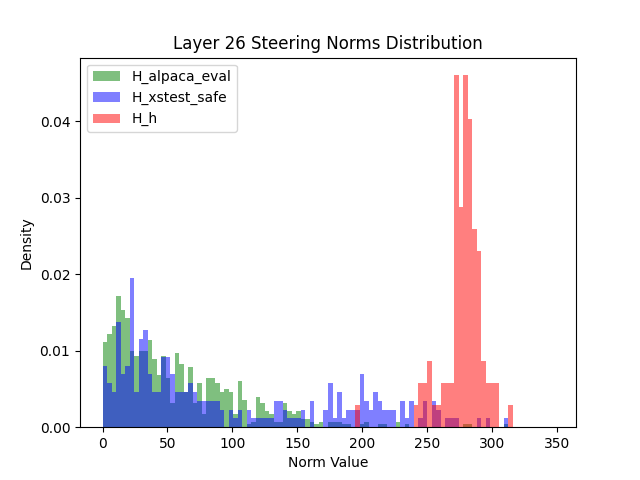 Layer 26 Steering Norms Distribution
H_alpaca_eval
H_xstest_safe
H_h
Density
0.04
0.03
0.02
0.01
0.00
0 50 100 150 200 250 300 350
Norm Value